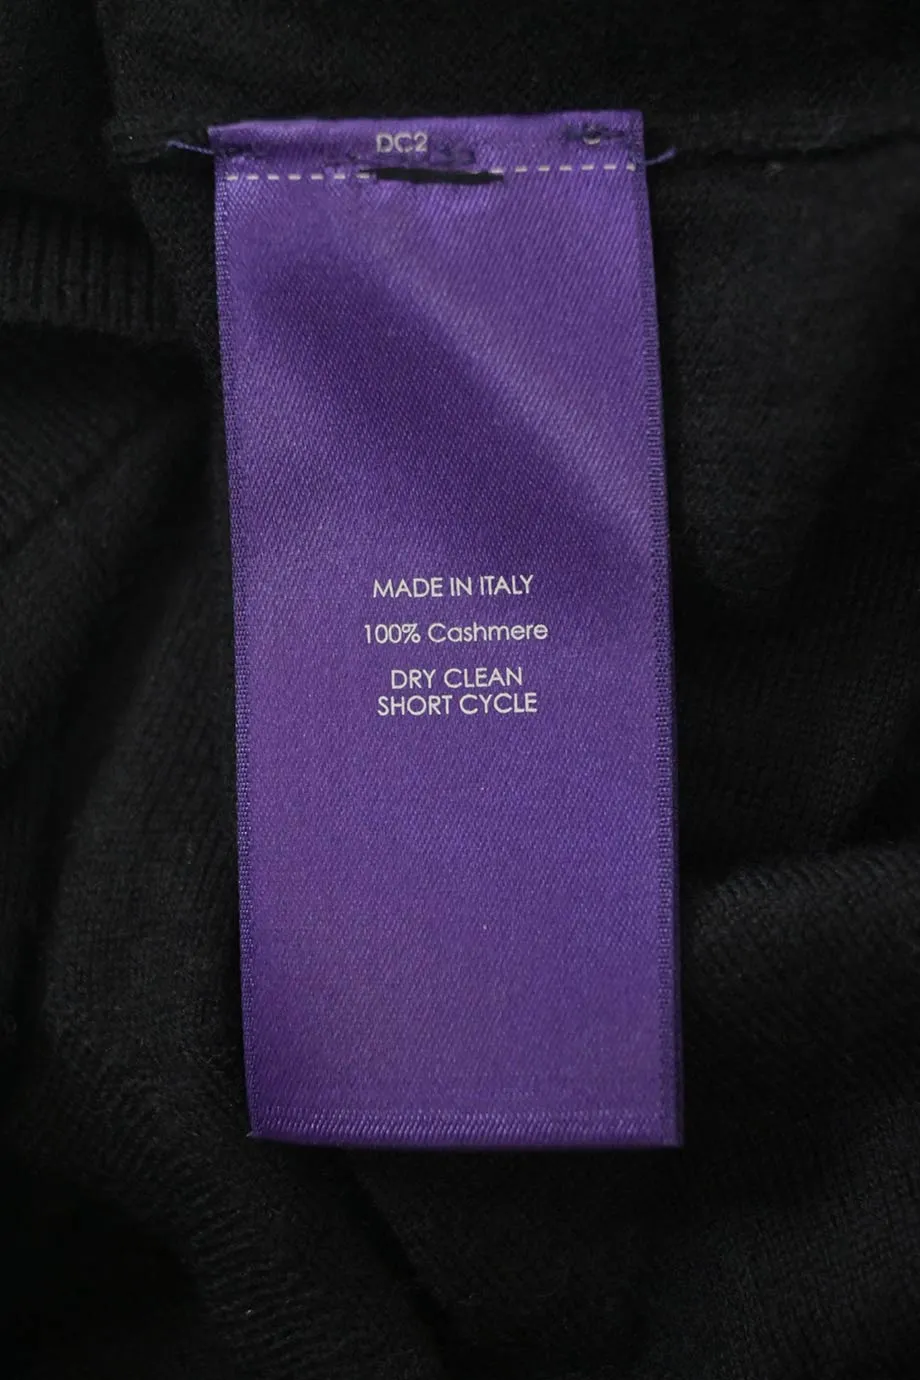 DC2
MADE IN ITALY
100% Cashmere
DRY CLEAN
SHORT CYCLE